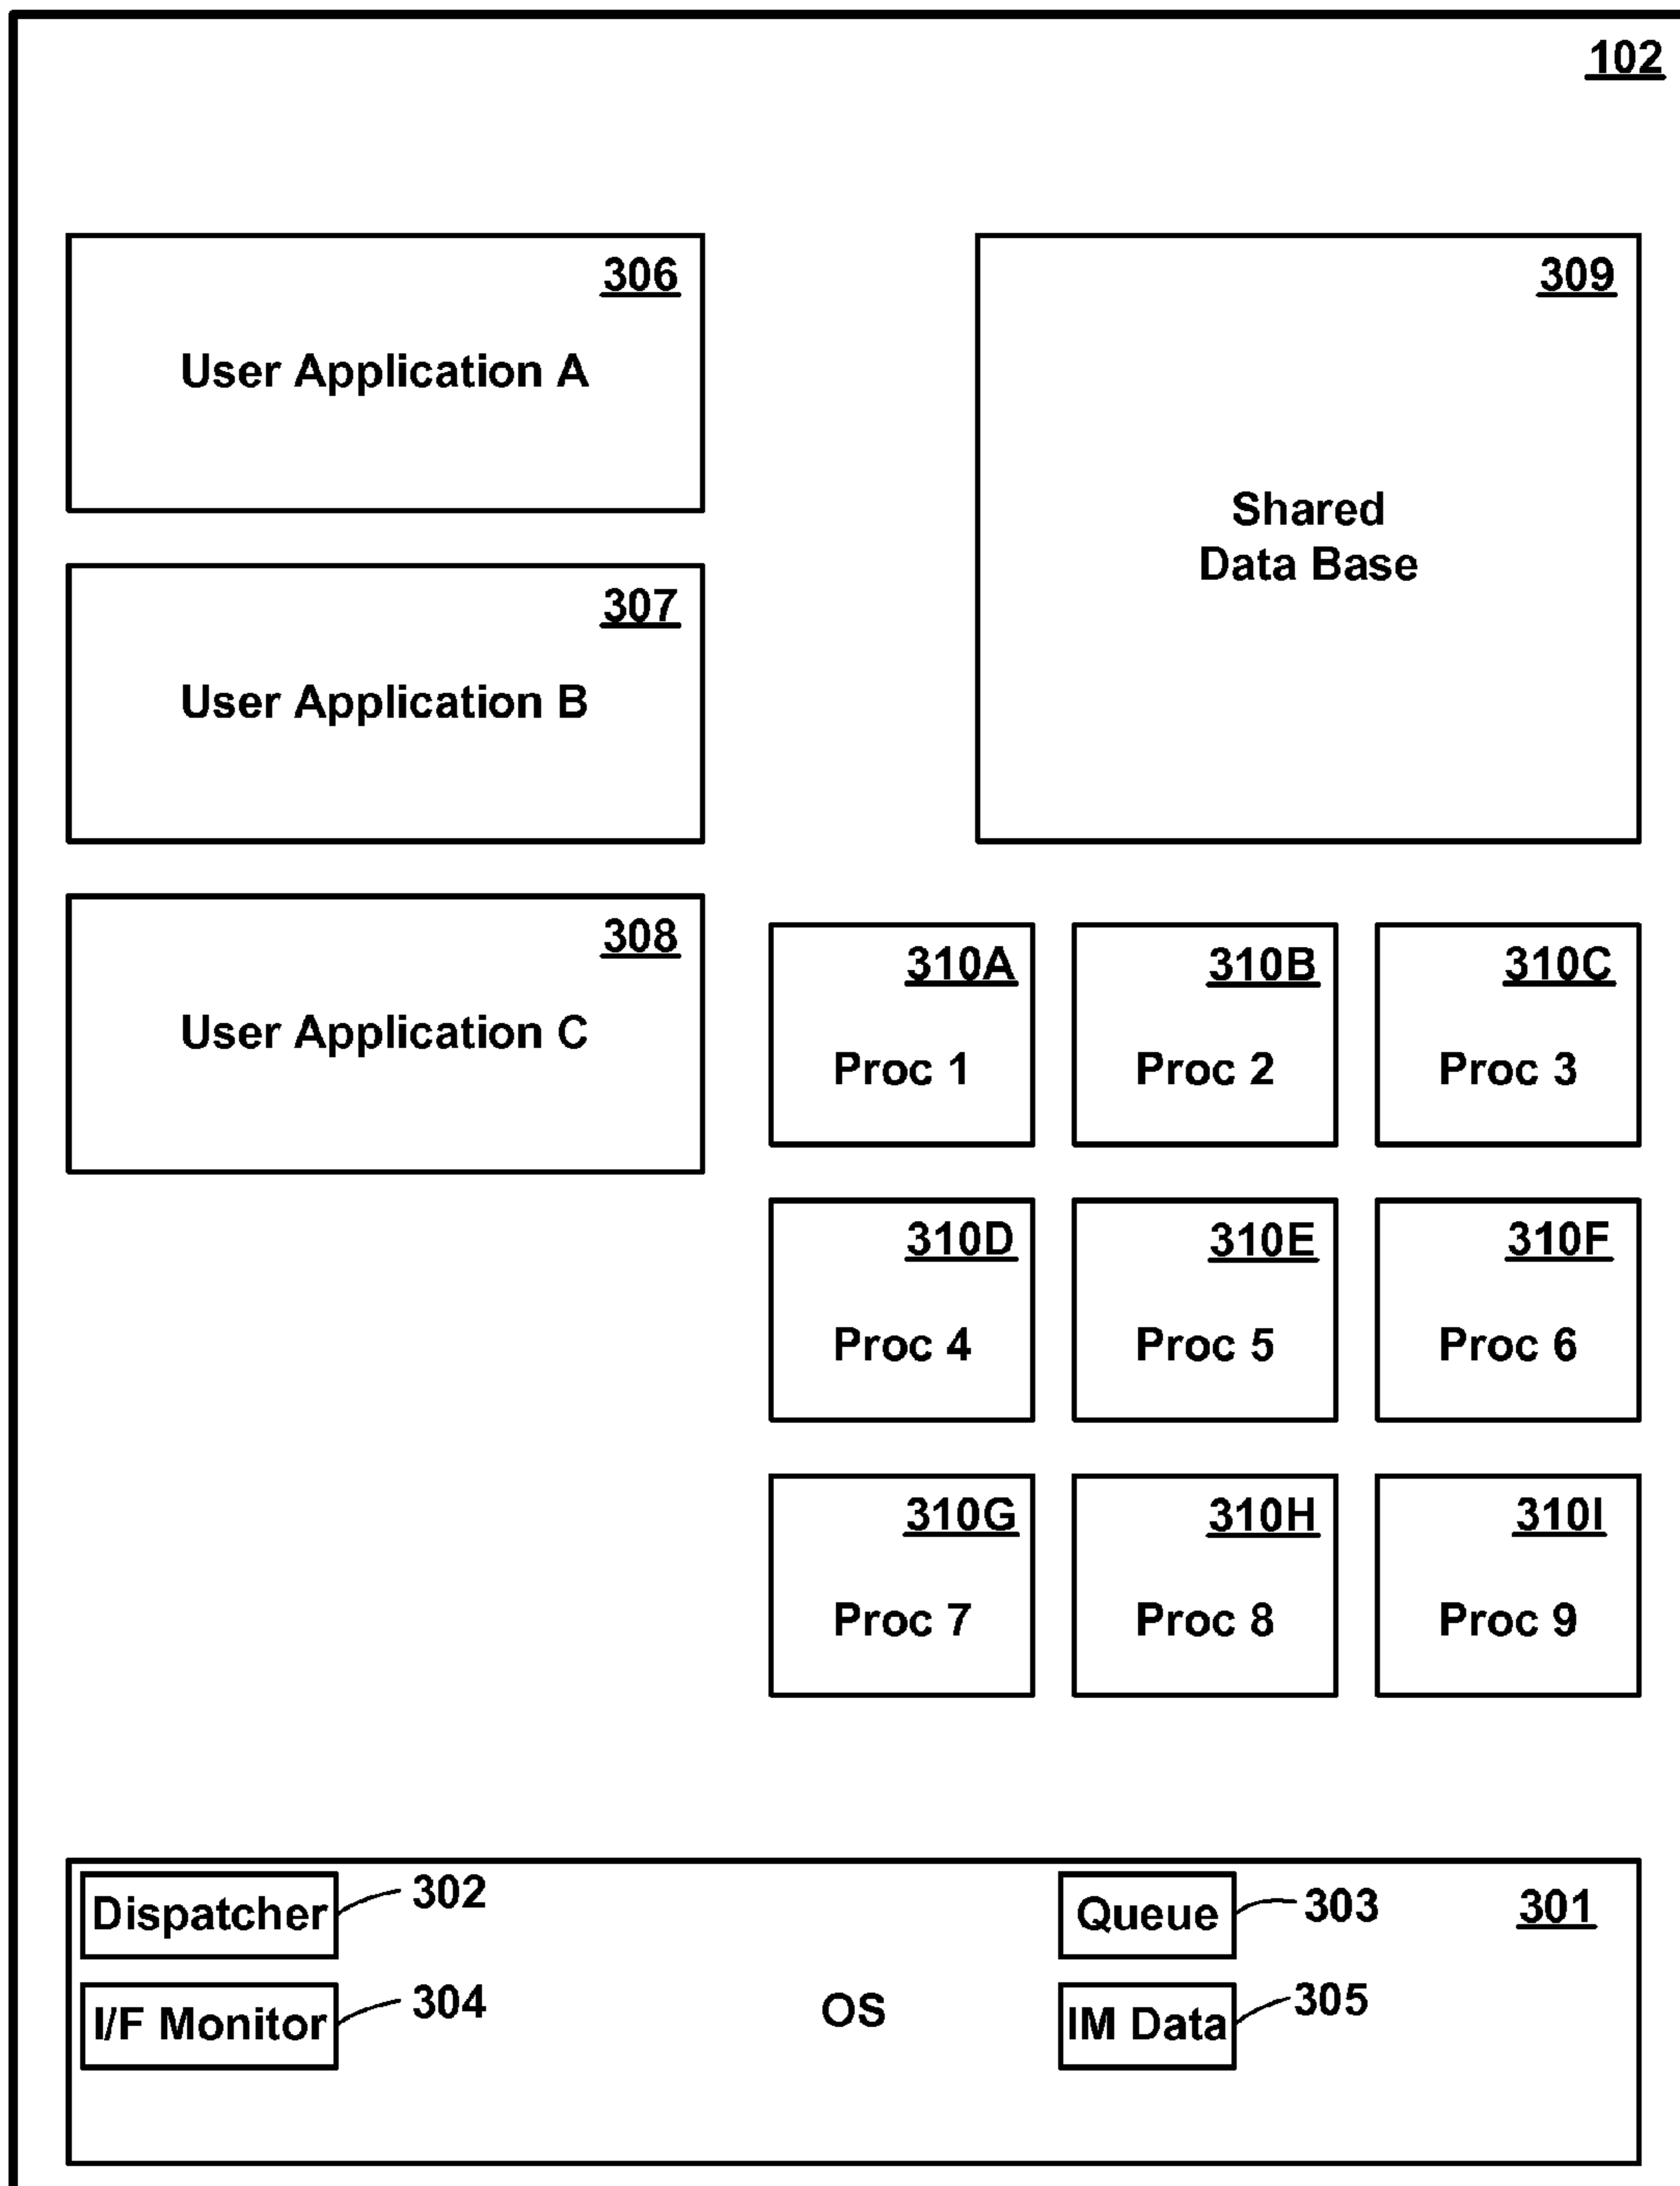 102
306
User Application A
309
Shared
Data Base
307
User Application B
308
User Application C
310A
Proc 1
310B
Proc 2
310C
Proc 3
310D
Proc 4
310E
Proc 5
310F
Proc 6
310G
Proc 7
310H
Proc 8
310I
Proc 9
Dispatcher
302
Queue
303
301
I/F Monitor
304
OS
IM Data
305